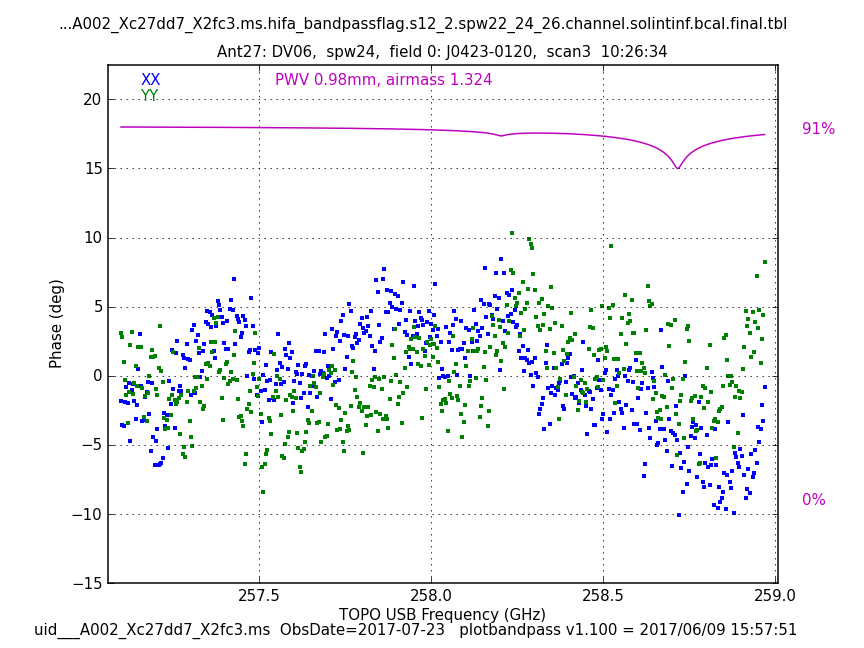 ...A002_Xc27dd7_X2fc3.ms.hifa_bandpassflag.s12_2.spw22_24_26.channel.solintinf.bcal.final.tbl
Ant27: DV06, spw24, field 0: J0423-0120, scan3 10:26:34
XX
PWV 0.98mm, airmass 1.324
YY
20
91%
15
10
5
Phase (deg)
0
−5
−10
0%
−15
257.5
258.0
258.5
259.0
TOPO USB Frequency (GHz)
uid___A002_Xc27dd7_X2fc3.ms ObsDate=2017-07-23 plotbandpass v1.100 = 2017/06/09 15:57:51